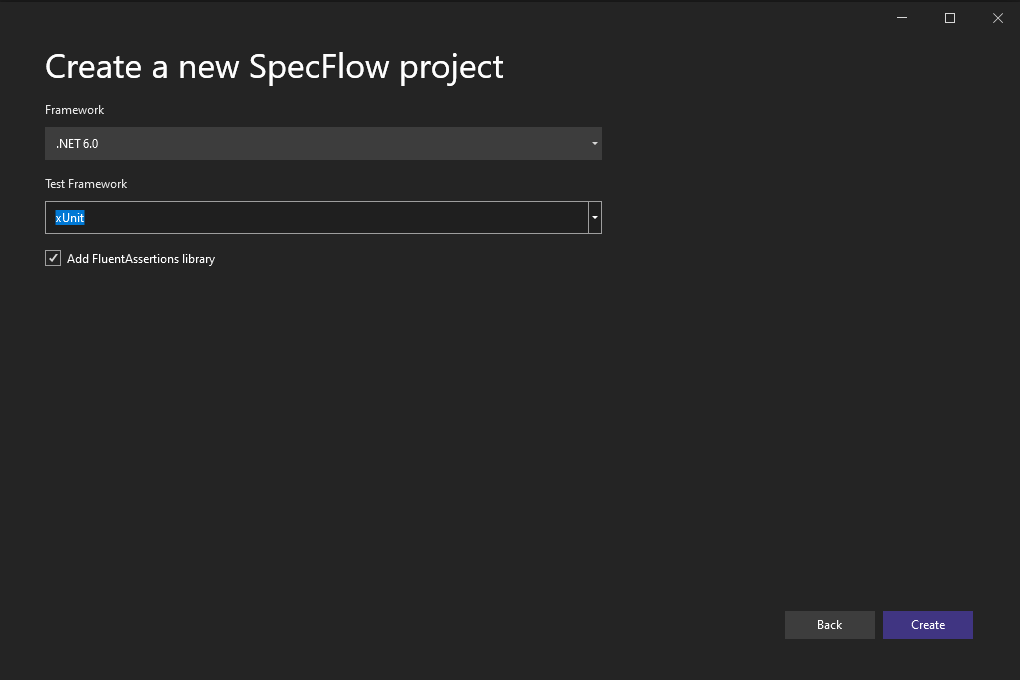 Create a new SpecFlow project
Framework
.NET 6.0
Test Framework
xUnit
Add FluentAssertions library
Back
Create